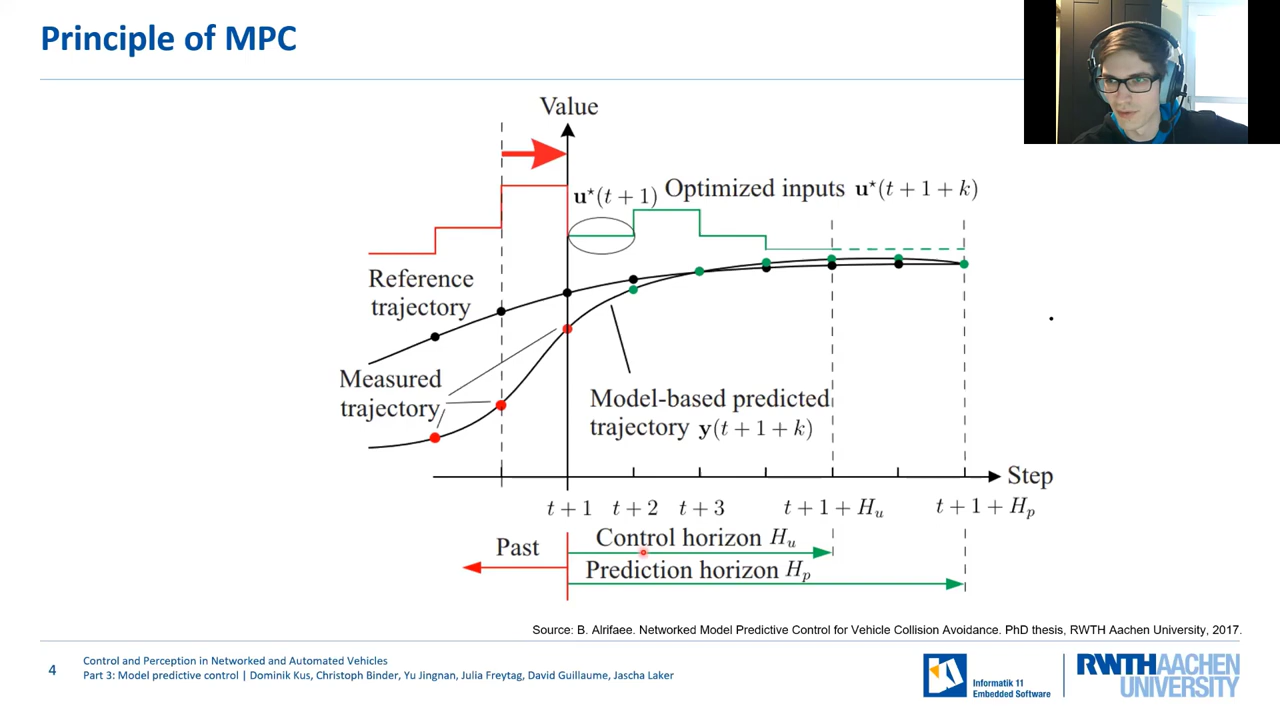 Principle of MPC
Value
u*(t + 1)
Optimized inputs u*(t + 1 + k)
Reference
trajectory
Measured
trajectory
Model-based predicted
trajectory y(t + 1 + k)
Step
t + 1
t + 2
t + 3
t + 1 + Hu
t + 1 + Hp
Past
Control horizon Hu
Prediction horizon Hp
Source: B. Alrifaee. Networked Model Predictive Control for Vehicle Collision Avoidance. PhD thesis, RWTH Aachen University, 2017.
4
Control and Perception in Networked and Automated Vehicles
Part 3: Model predictive control | Dominik Kus, Christoph Binder, Yu Jingnan, Julia Freytag, David Guillaume, Jascha Laker
Informatik 11
Embedded Software
RWTHAACHEN
UNIVERSITY